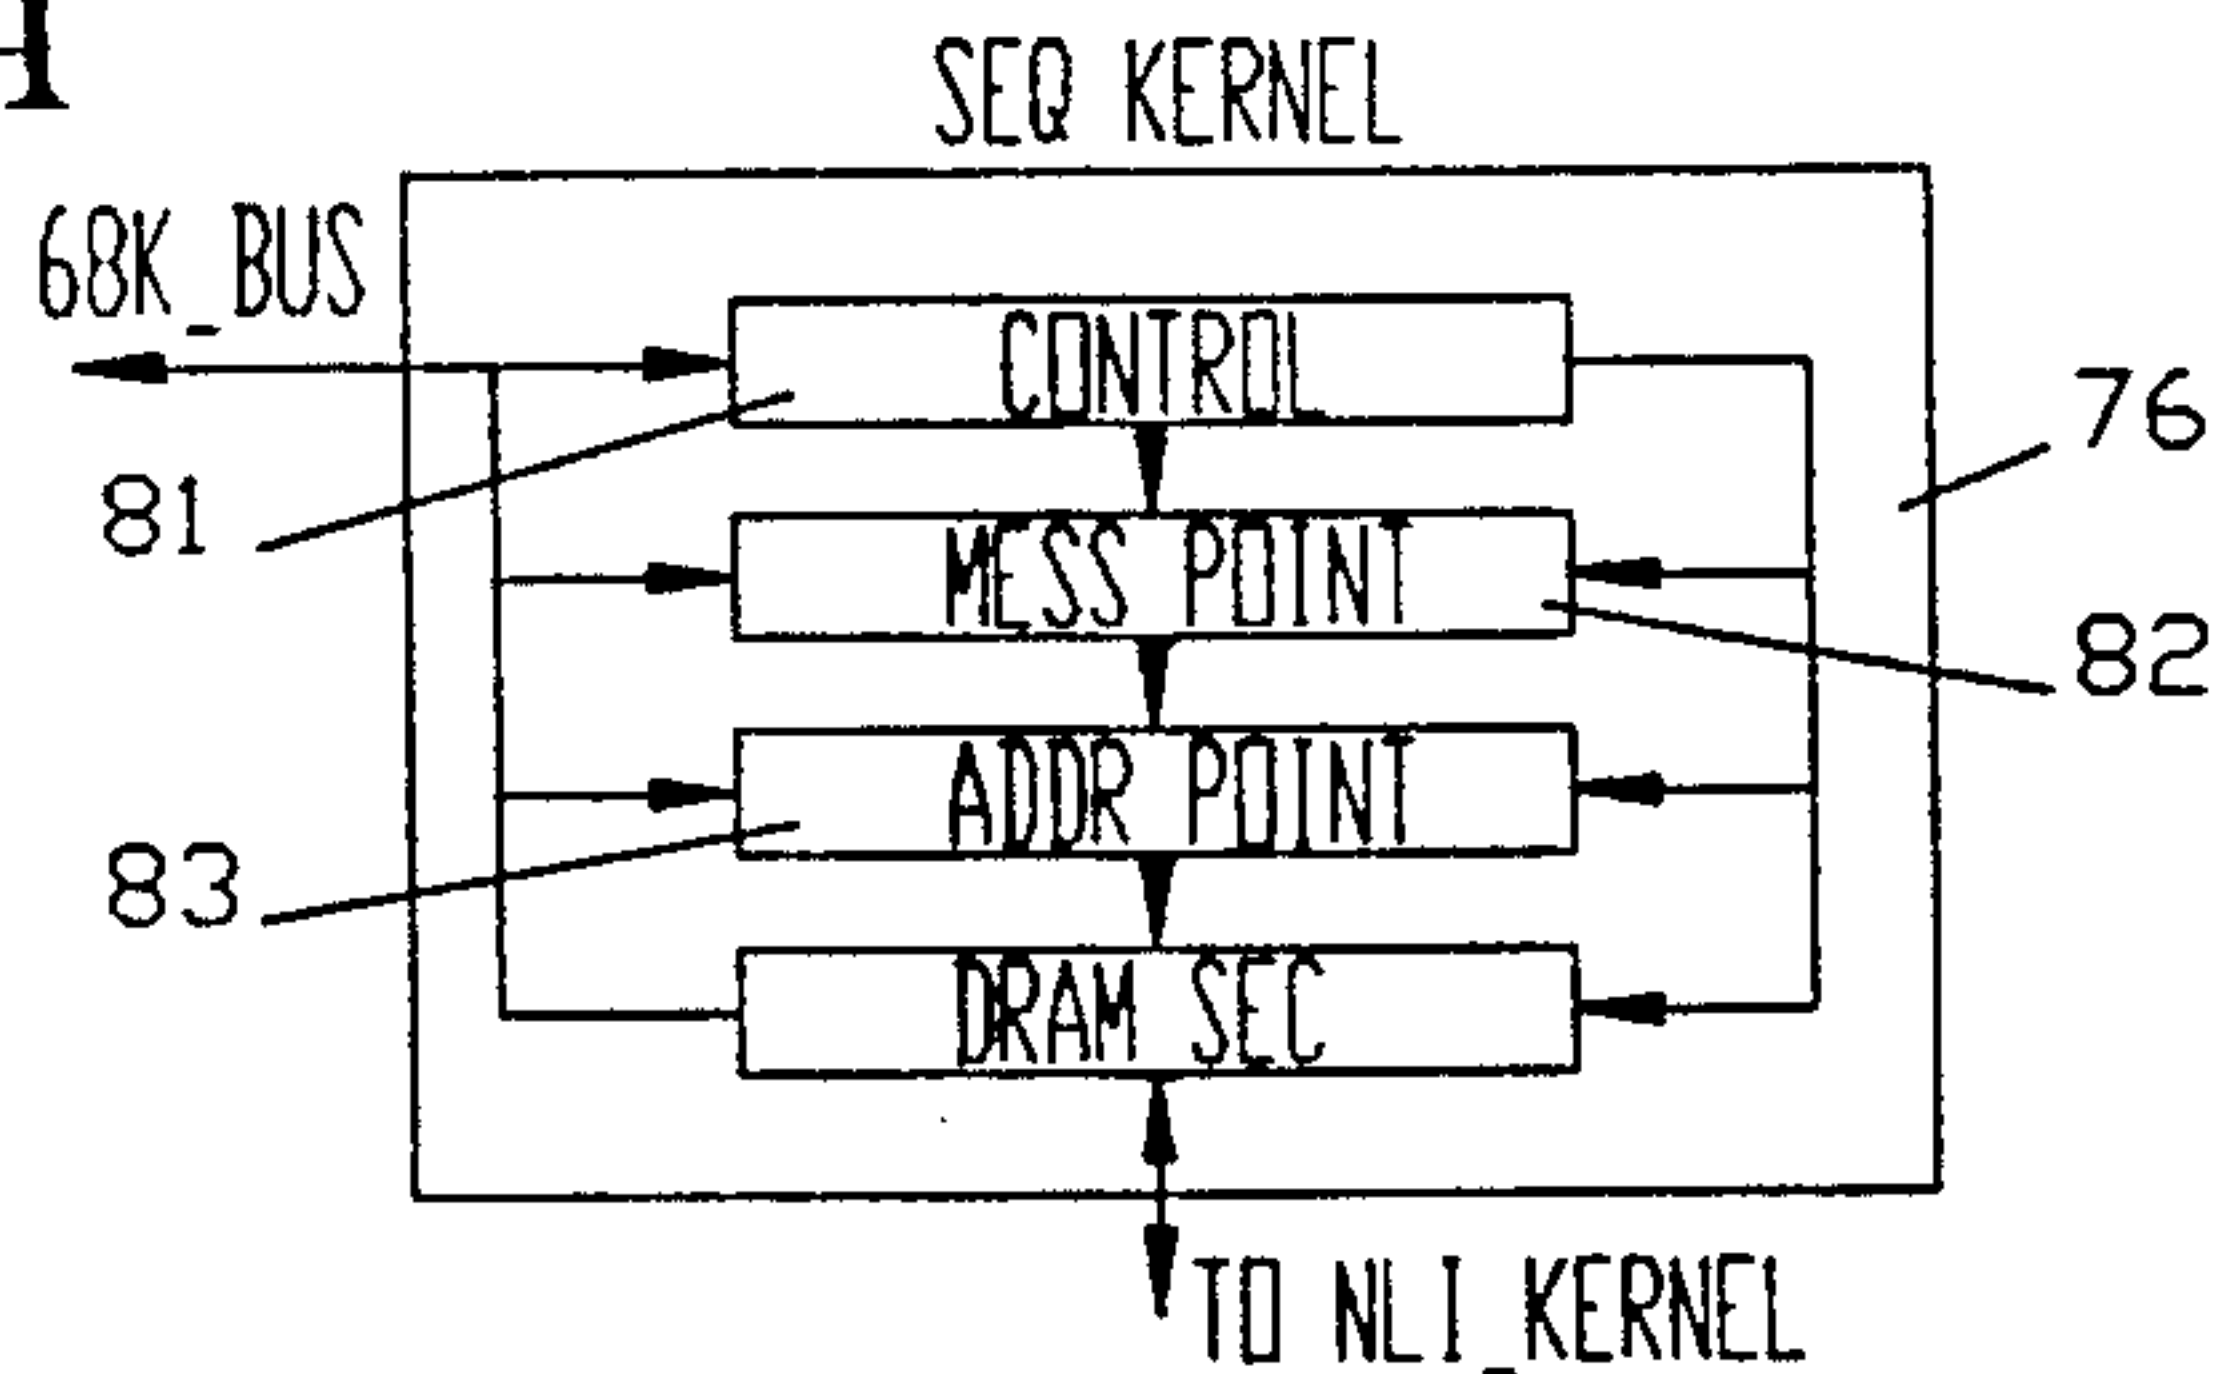 SEQ KERNEL
68K_BUS
CONTROL
76
81
MESS POINT
82
ADDR POINT
83
DRAM SEC
TO NLI_KERNEL